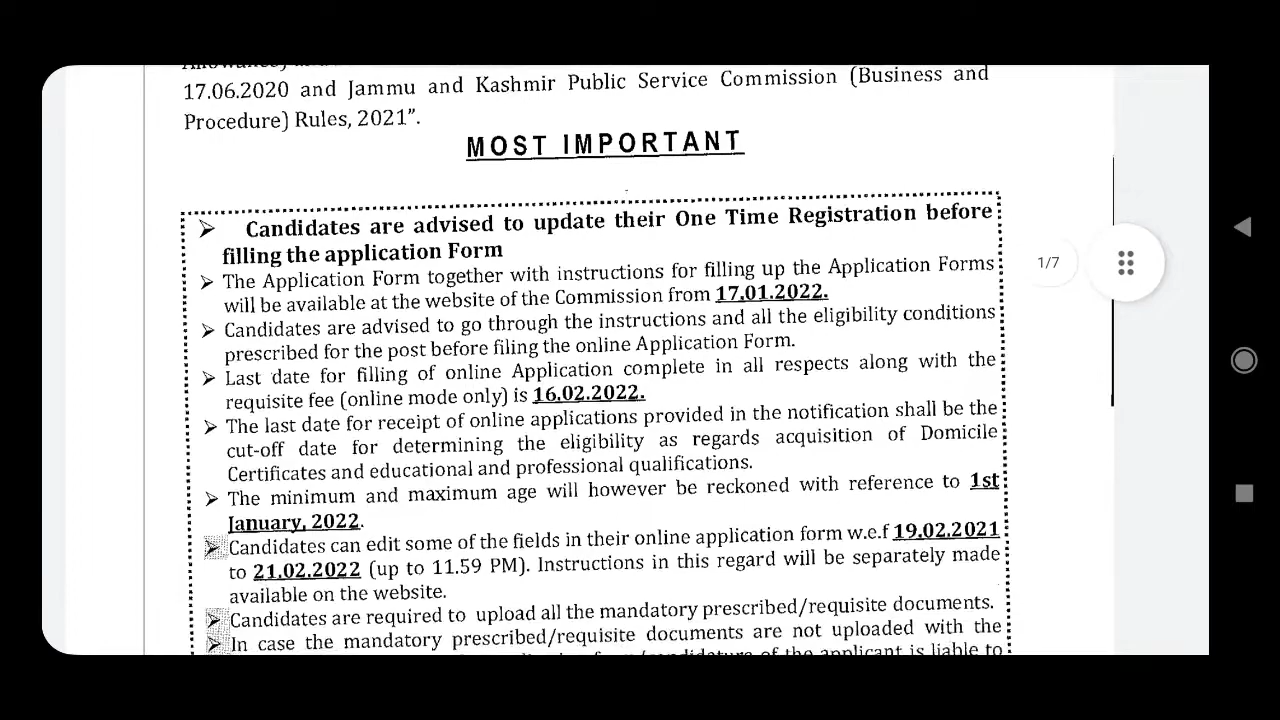 17.06.2020 and Jammu and Kashmir Public Service Commission (Business and
Procedure) Rules, 2021”.
MOST IMPORTANT
➢ Candidates are advised to update their One Time Registration before
filling the application Form
➢ The Application Form together with instructions for filling up the Application Forms
will be available at the website of the Commission from 17.01.2022.
➢ Candidates are advised to go through the instructions and all the eligibility conditions
prescribed for the post before filing the online Application Form.
➢ Last date for filling of online Application complete in all respects along with the
requisite fee (online mode only) is 16.02.2022.
➢ The last date for receipt of online applications provided in the notification shall be the
cut-off date for determining the eligibility as regards acquisition of Domicile
Certificates and educational and professional qualifications.
➢ The minimum and maximum age will however be reckoned with reference to 1st
January, 2022.
➢ Candidates can edit some of the fields in their online application form w.e.f 19.02.2021
to 21.02.2022 (up to 11.59 PM). Instructions in this regard will be separately made
available on the website.
➢ Candidates are required to upload all the mandatory prescribed/requisite documents.
➢ In case the mandatory prescribed/requisite documents are not uploaded with the
of the applicant is liable to
1/7